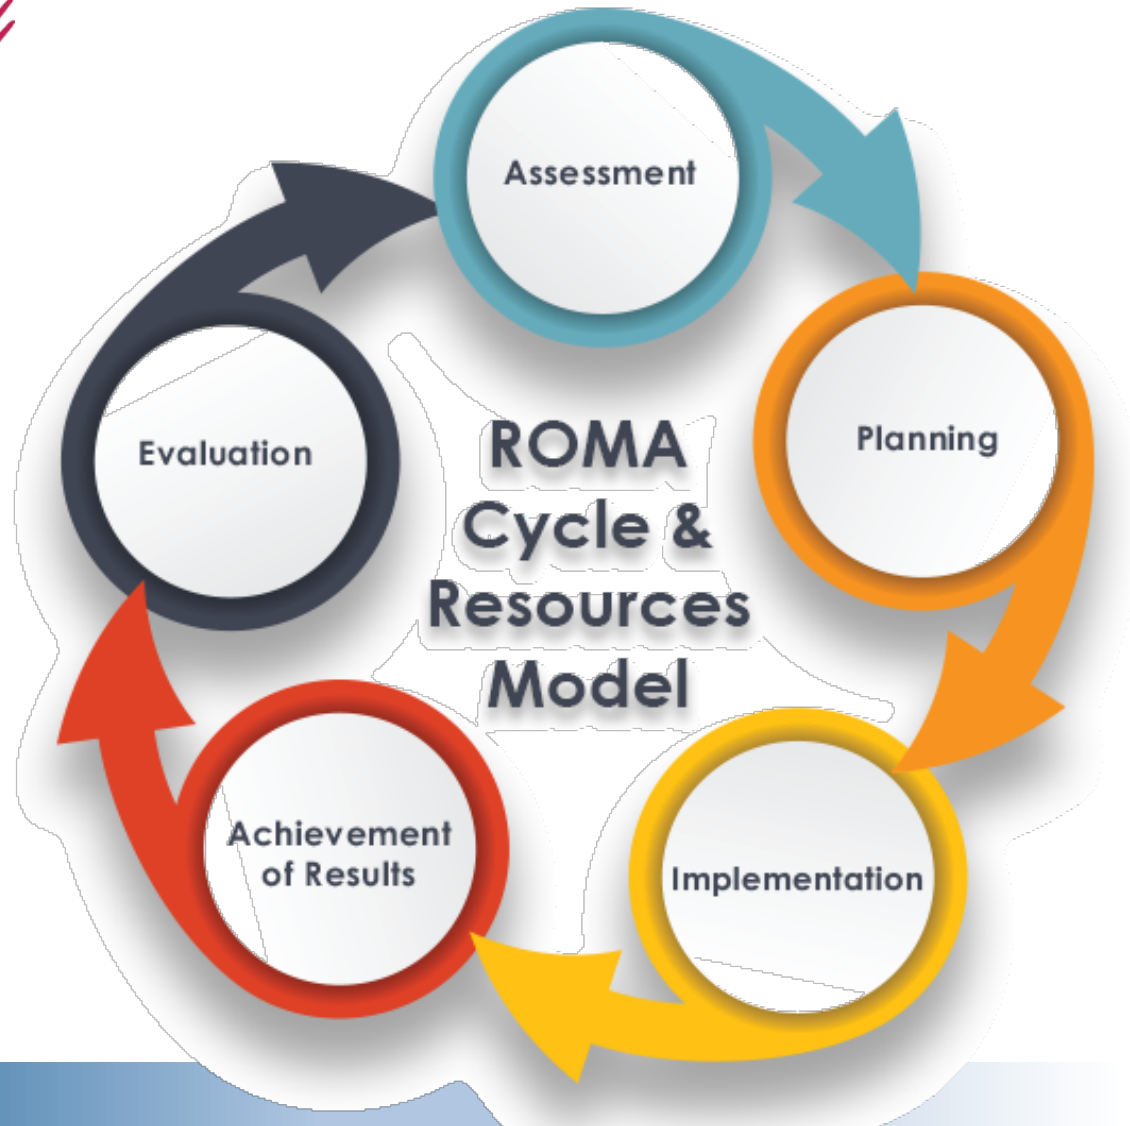 Assessment
Planning
Implementation
Achievement
of Results
Evaluation
ROMA
Cycle &
Resources
Model